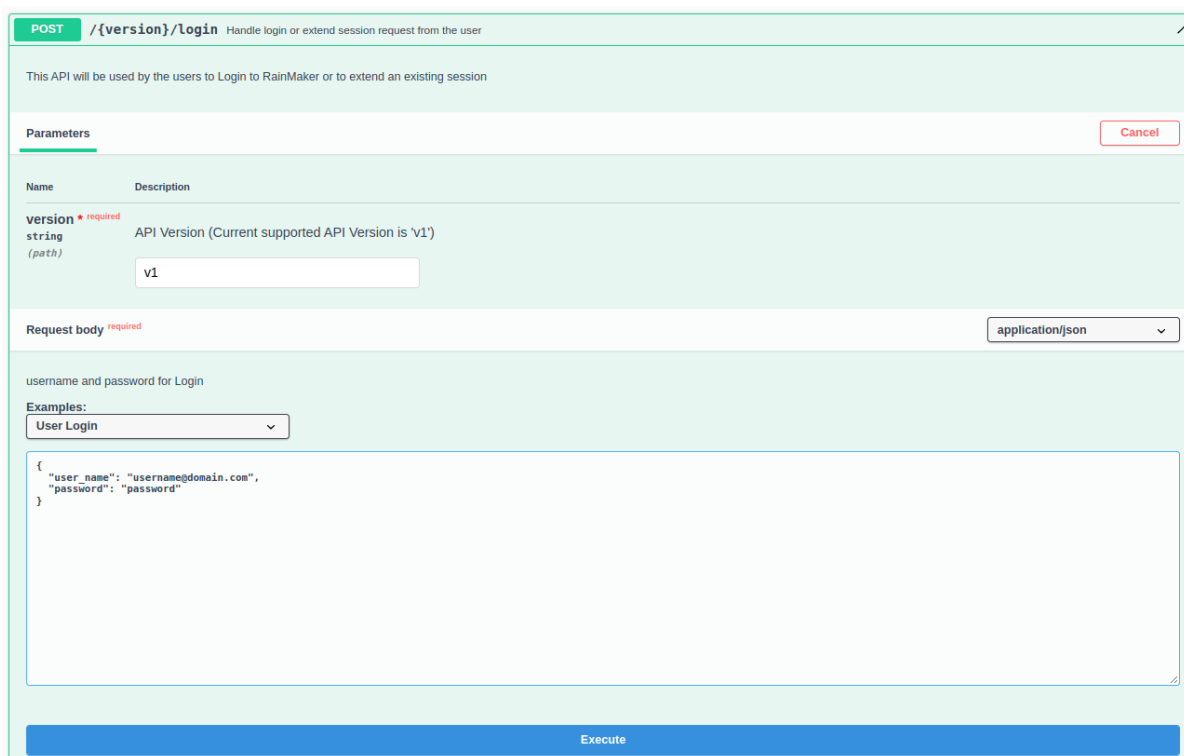 POST /{version}/login Handle login or extend session request from the user
This API will be used by the users to Login to RainMaker or to extend an existing session
Parameters
Cancel
Name Description
version * required
string
(path)
API Version (Current supported API Version is 'v1')
v1
Request body required
application/json
username and password for Login
Examples:
User Login
{
  "user_name": "username@domain.com",
  "password": "password"
}
Execute